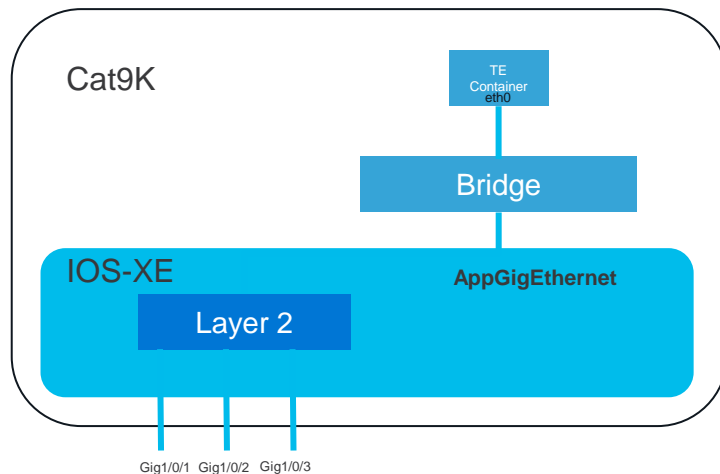 Cat9K
TE
Container
eth0
Bridge
IOS-XE
AppGigEthernet
Layer 2
Gig1/0/1 Gig1/0/2 Gig1/0/3